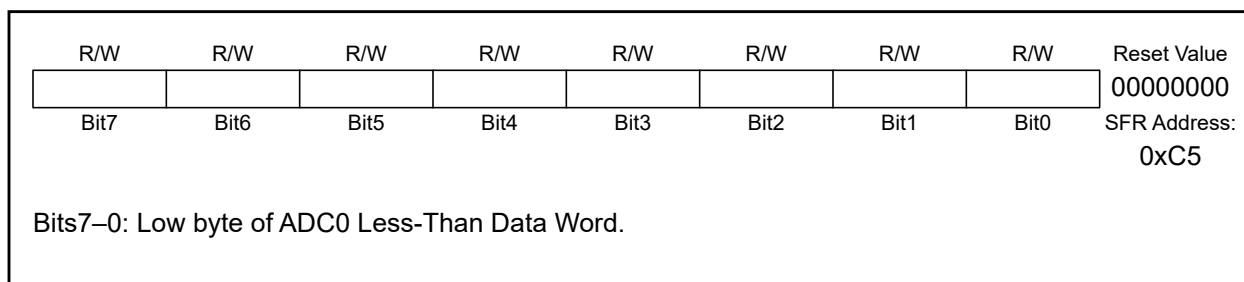 R/W R/W R/W R/W R/W R/W R/W R/W Reset Value
00000000
Bit7 Bit6 Bit5 Bit4 Bit3 Bit2 Bit1 Bit0 SFR Address:
0xC5
Bits7–0: Low byte of ADC0 Less-Than Data Word.